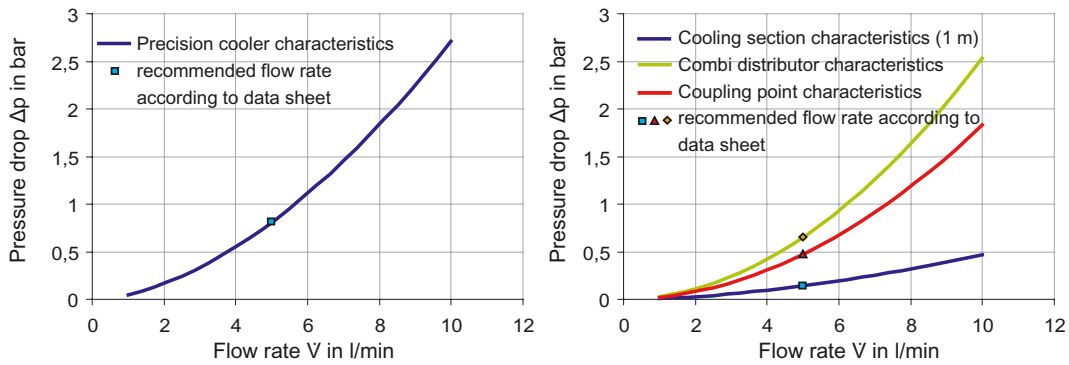 3
2,5
2
1,5
1
0,5
0
Pressure drop Δp in bar
Precision cooler characteristics
recommended flow rate
according to data sheet
0 2 4 6 8 10 12
Flow rate V̇ in l/min
3
2,5
2
1,5
1
0,5
0
Pressure drop Δp in bar
Cooling section characteristics (1 m)
Combi distributor characteristics
Coupling point characteristics
recommended flow rate according to
data sheet
0 2 4 6 8 10 12
Flow rate V̇ in l/min